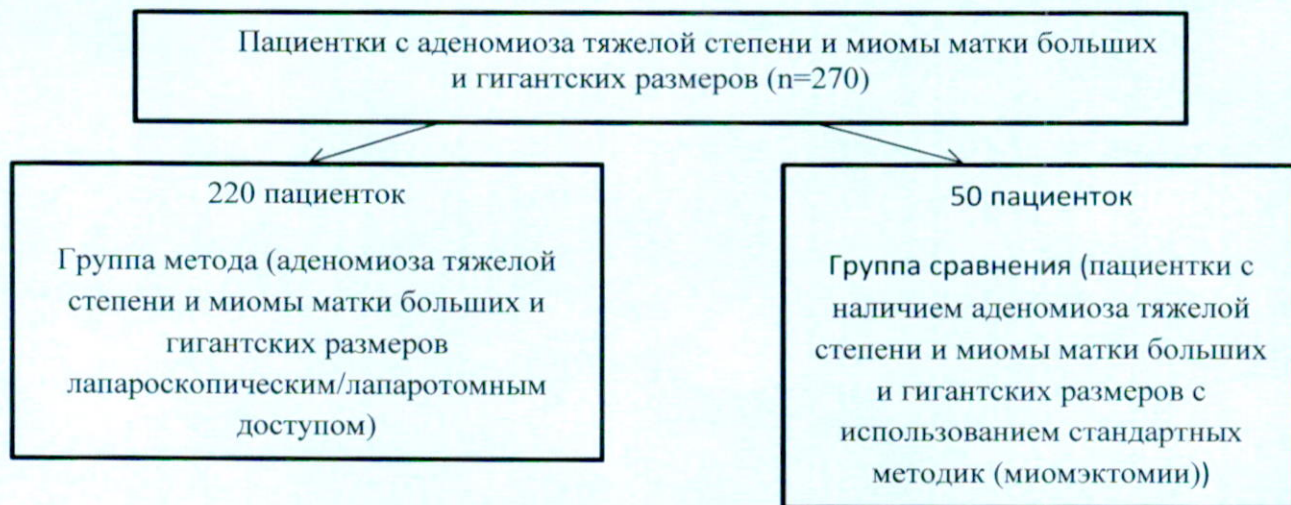 Пациентки с аденомиоза тяжелой степени и миомы матки больших
и гигантских размеров (n=270)
220 пациенток
Группа метода (аденомиоза тяжелой
степени и миомы матки больших и
гигантских размеров
лапароскопическим/лапаротомным
доступом)
50 пациенток
Группа сравнения (пациентки с
наличием аденомиоза тяжелой
степени и миомы матки больших
и гигантских размеров с
использованием стандартных
методик (миомэктомии))